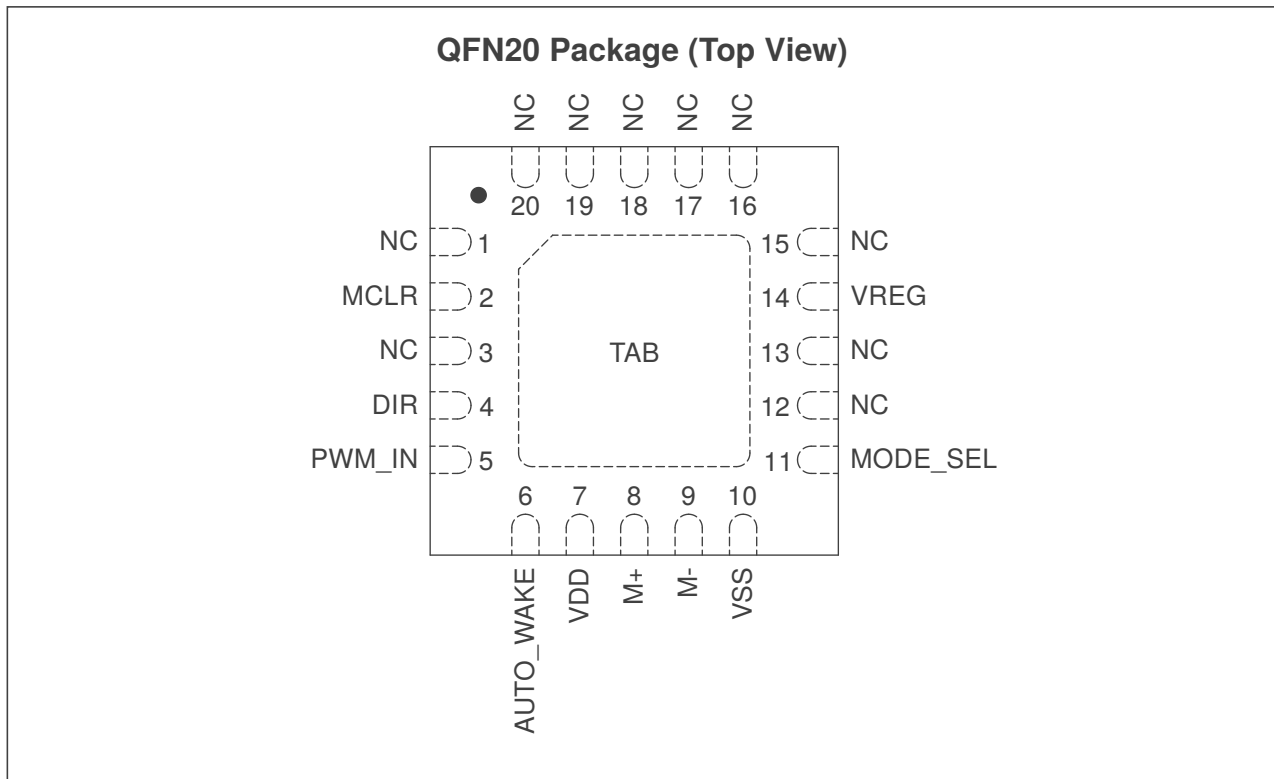 QFN20 Package (Top View)
NC NC NC NC NC
20 19 18 17 16
NC 1 15 NC
MCLR 2 14 VREG
NC 3 TAB 13 NC
DIR 4 12 NC
PWM_IN 5 11 MODE_SEL
6 7 8 9 10
AUTO_WAKE VDD M+ M- VSS